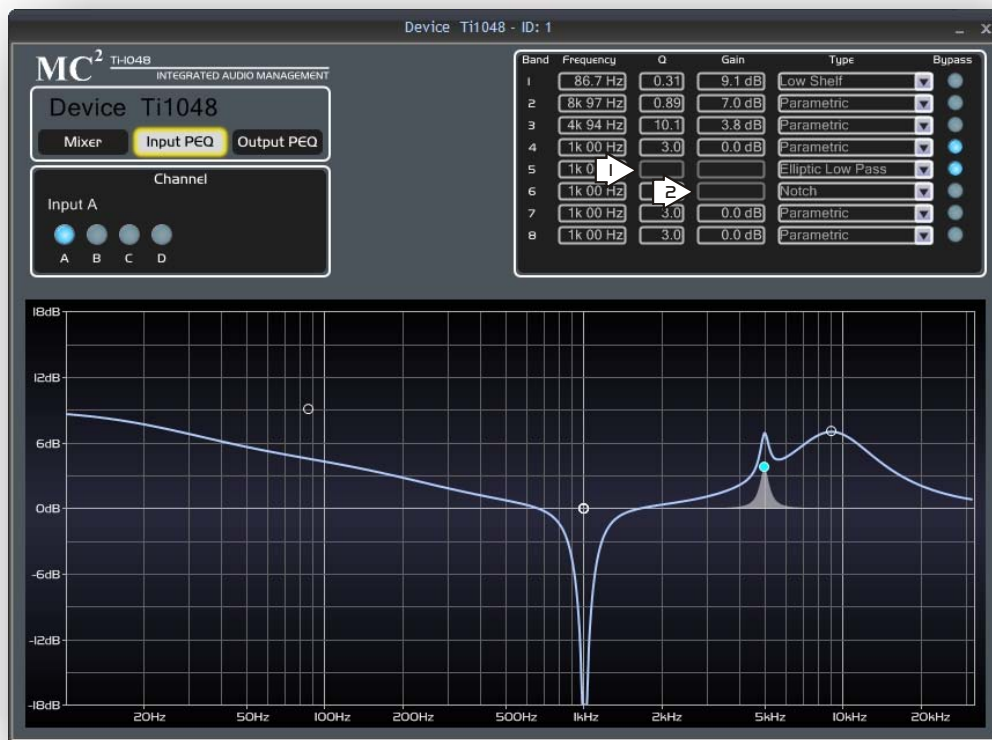 Device Ti1048 - ID: 1
MC² Ti-1048
INTEGRATED AUDIO MANAGEMENT
Device Ti1048
Mixer Input PEQ Output PEQ
Channel
Input A
A B C D
Band Frequency Q Gain Type Bypass
1 86.7 Hz 0.31 9.1 dB Low Shelf
2 8k 97 Hz 0.89 7.0 dB Parametric
3 4k 94 Hz 10.1 3.8 dB Parametric
4 1k 00 Hz 3.0 0.0 dB Parametric
5 1k 0 1 Elliptic Low Pass
6 1k 00 Hz 2 Notch
7 1k 00 Hz 3.0 0.0 dB Parametric
8 1k 00 Hz 3.0 0.0 dB Parametric
18dB
12dB
6dB
0dB
-6dB
-12dB
-18dB
20Hz 50Hz 100Hz 200Hz 500Hz 1kHz 2kHz 5kHz 10kHz 20kHz